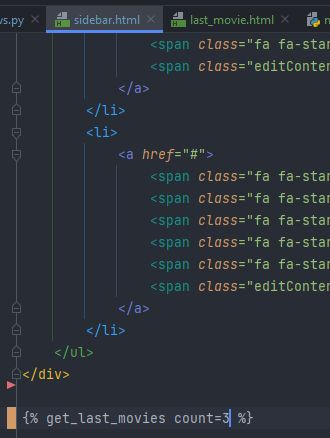 vs.py × sidebar.html × last_movie.html ×
<span class="fa fa-star
<span class="editConten
</a>
</li>
<li>
<a href="#">
<span class="fa fa-star
<span class="fa fa-star
<span class="fa fa-star
<span class="fa fa-star
<span class="fa fa-star
<span class="editConten
</a>
</li>
</ul>
</div>
{% get_last_movies count=3 %}